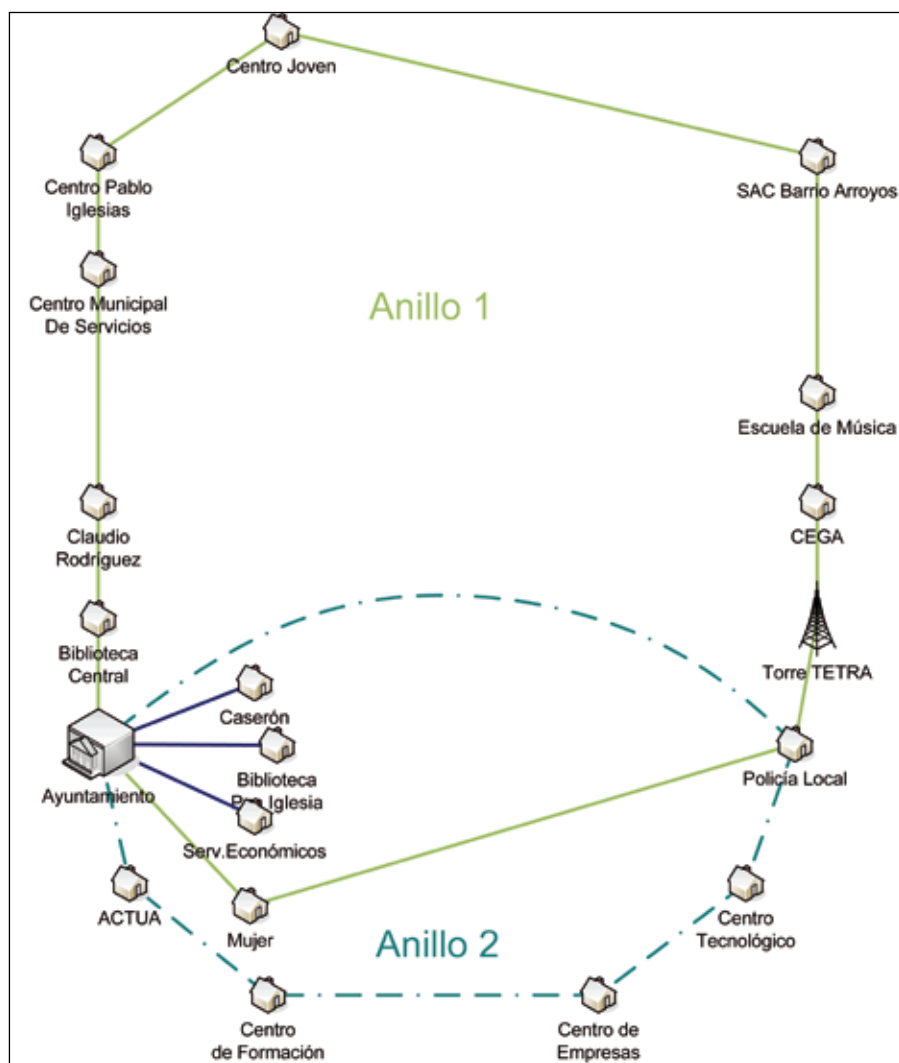 Centro Joven
Centro Pablo
Iglesias
SAC Barrio Arroyos
Centro Municipal
De Servicios
Anillo 1
Escuela de Música
Claudio
Rodríguez
CEGA
Biblioteca
Central
Torre TETRA
Caserón
Biblioteca
Iglesia
Ayuntamiento
Policía Local
Serv.Económicos
ACTUA
Mujer
Centro
Tecnológico
Anillo 2
Centro
de Formación
Centro de
Empresas